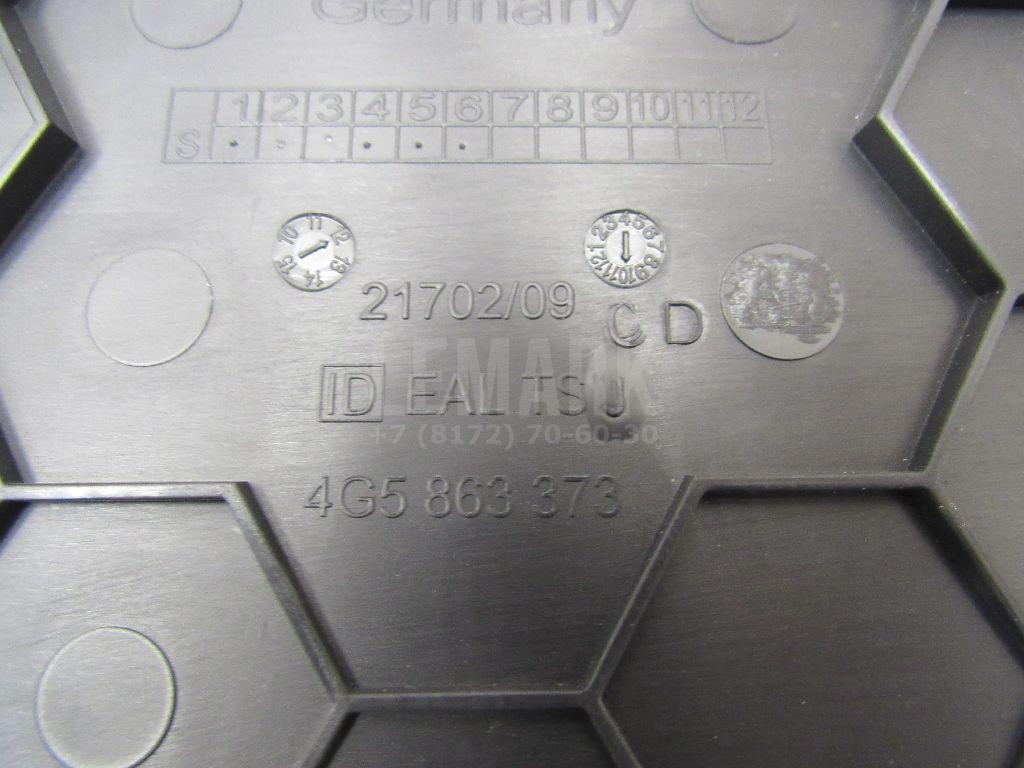 Germany
1 2 3 4 5 6 7 8 9 10 11 12
S
10 11 12 13 14 15
1 2 3 4 5 6 7 8 9 10 11 12
21702/09
C D
LEMARK
ID EAL TSJ
+7 (8172) 70-60-30
4G5 863 373